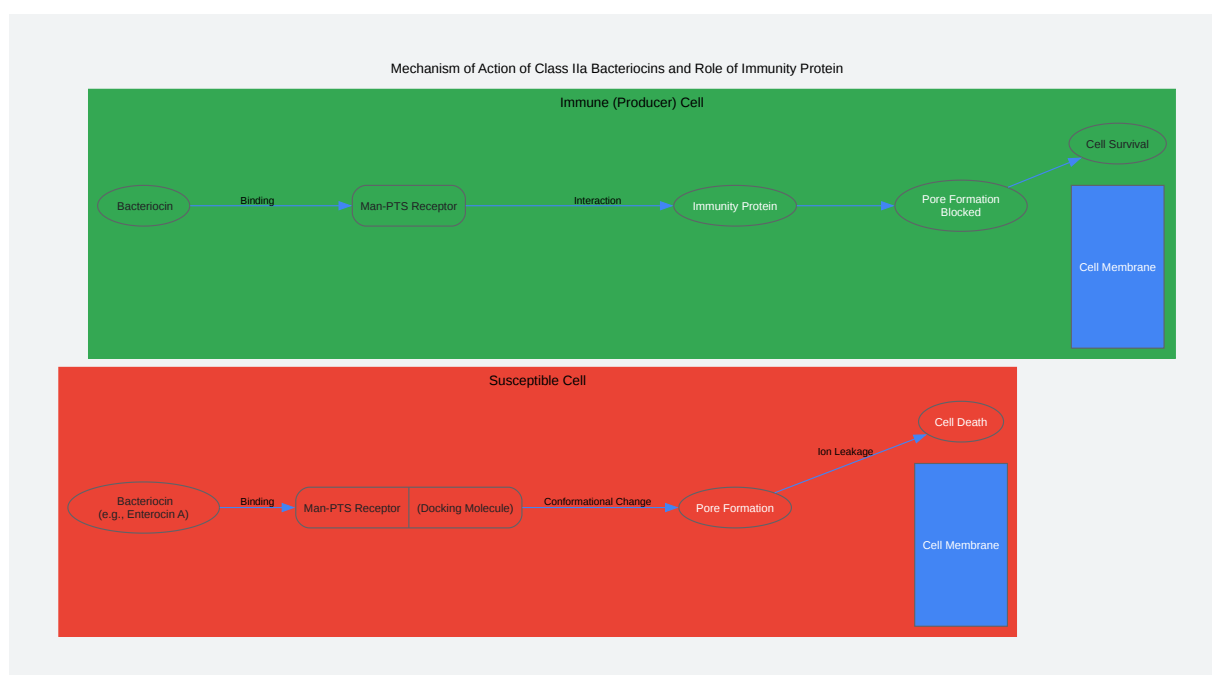 Mechanism of Action of Class IIa Bacteriocins and Role of Immunity Protein
Immune (Producer) Cell
Cell Survival
Bacteriocin
Binding
Man-PTS Receptor
Interaction
Immunity Protein
Pore Formation
Blocked
Cell Membrane
Susceptible Cell
Cell Death
Ion Leakage
Bacteriocin
(e.g., Enterocin A)
Binding
Man-PTS Receptor
(Docking Molecule)
Conformational Change
Pore Formation
Cell Membrane